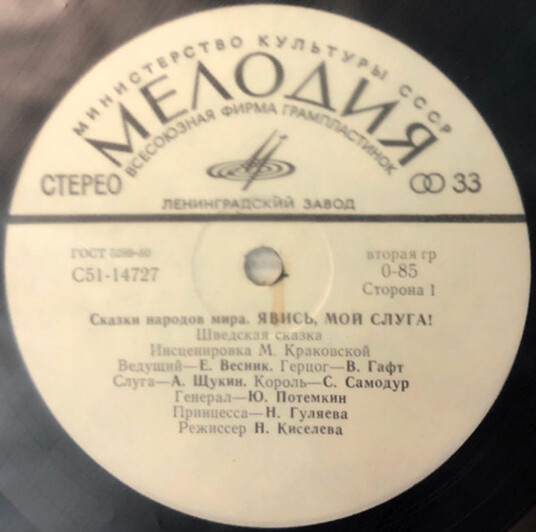 МИНИСТЕРСТВО КУЛЬТУРЫ СССР
МЕЛОДИЯ
ВСЕСОЮЗНАЯ ФИРМА ГРАМПЛАСТИНОК
СТЕРЕО
33
ЛЕНИНГРАДСКИЙ ЗАВОД
ГОСТ 5289-80
вторая гр
С51-14727
0-85
Сторона 1
Сказки народов мира. ЯВИСЬ, МОЙ СЛУГА!
Шведская сказка
Инсценировка М. Краковской
Ведущий—Е. Весник. Герцог—В. Гафт
Слуга—А. Щукин. Король—С. Самодур
Генерал—Ю. Потемкин
Принцесса—Н. Гуляева
Режиссер Н. Киселева